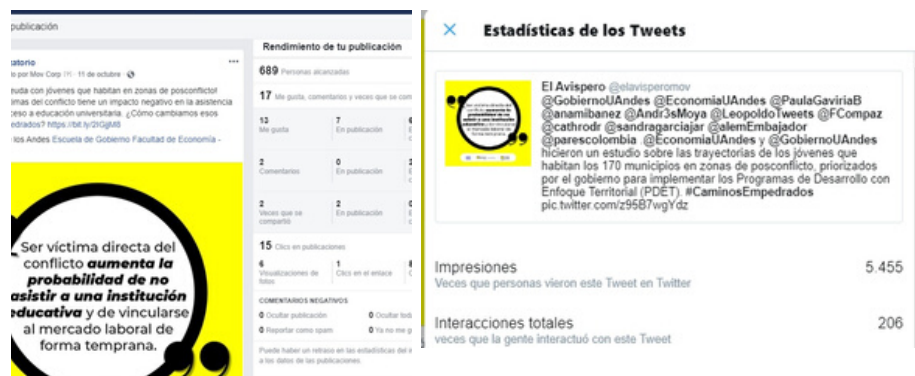 publicación
atorio
o por Mov Corp · 11 de octubre ·
euda con jóvenes que habitan en zonas de posconflicto!
imas del conflicto tiene un impacto negativo en la asistencia
ceso a educación universitaria. ¿Cómo cambiamos esos
edrados? https://bit.ly/2IGjjM8
los Andes Escuela de Gobierno Facultad de Economía -
Ser víctima directa del
conflicto aumenta la
probabilidad de no
asistir a una institución
educativa y de vincularse
al mercado laboral de
forma temprana.
Rendimiento de tu publicación
689 Personas alcanzadas
17 Me gusta, comentarios y veces que se com
13
Me gusta
7
En publicación
2
Comentarios
0
En publicación
2
Veces que se
compartió
2
En publicación
15 Clics en publicaciones
6
Visualizaciones de
fotos
1
Clics en el enlace
COMENTARIOS NEGATIVOS
0 Ocultar publicación
0 Ocultar tod
0 Reportar como spam
0 Ya no me g
Puede haber un retraso en las estadísticas del
a los datos de las publicaciones.
× Estadísticas de los Tweets
El Avispero @elavisperomov
@GobiernoUAndes @EconomiaUAndes @PaulaGaviriaB
@anamibanez @Andr3sMoya @LeopoldoTweets @FCompaz
@cathrodr @sandragarciajar @alemEmbajador
@parescolombia .@EconomiaUAndes y @GobiernoUAndes
hicieron un estudio sobre las trayectorias de los jóvenes que
habitan los 170 municipios en zonas de posconflicto, priorizados
por el gobierno para implementar los Programas de Desarrollo con
Enfoque Territorial (PDET). #CaminosEmpedrados
pic.twitter.com/z95B7wgYdz
Impresiones 5.455
Veces que personas vieron este Tweet en Twitter
Interacciones totales 206
veces que la gente interactuó con este Tweet